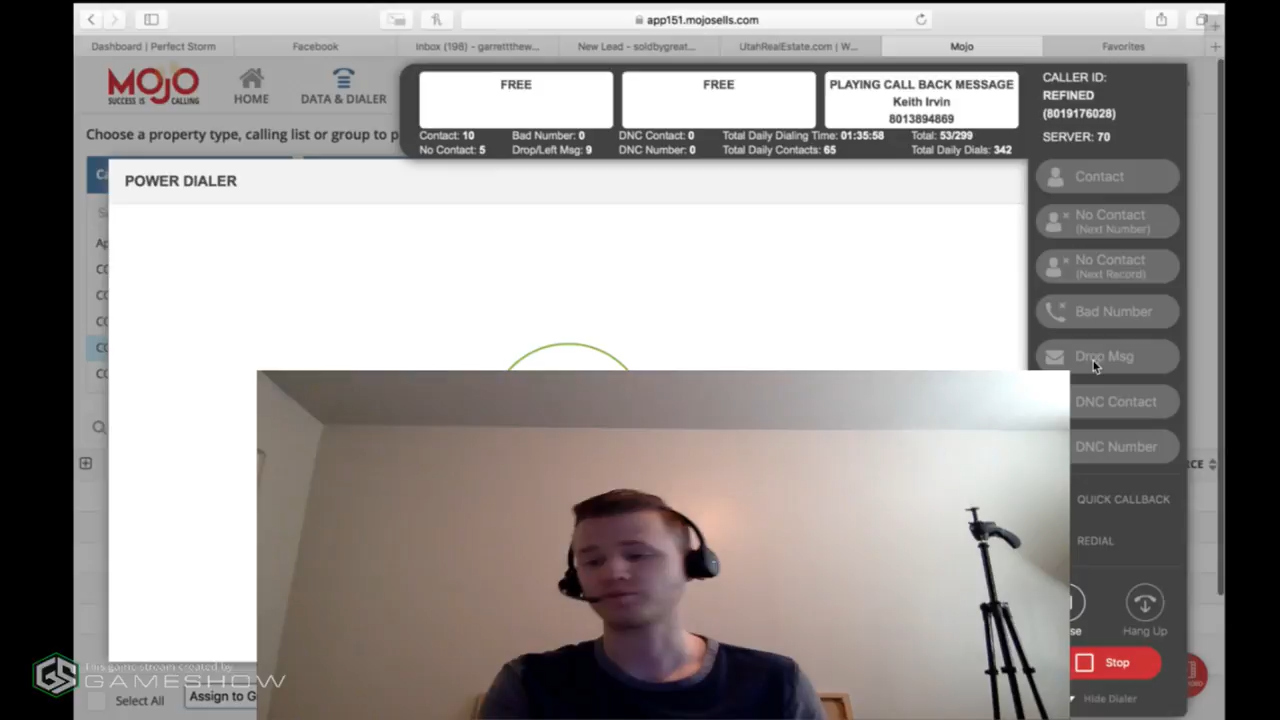 app151.mojosells.com
Dashboard | Perfect Storm
Facebook
Inbox (198) - garrettthew...
New Lead - soldbygreat...
UtahRealEstate.com | W...
Mojo
Favorites
MOJO
SUCCESS IS CALLING
HOME
DATA & DIALER
FREE
FREE
PLAYING CALL BACK MESSAGE
Keith Irvin
8013894869
CALLER ID:
REFINED
(8019176028)
SERVER: 70
Contact: 10
Bad Number: 0
DNC Contact: 0
Total Daily Dialing Time: 01:35:58
Total: 53/299
No Contact: 5
Drop/Left Msg: 9
DNC Number: 0
Total Daily Contacts: 65
Total Daily Dials: 342
Choose a property type, calling list or group to p
POWER DIALER
Contact
No Contact
(Next Number)
No Contact
(Next Record)
Bad Number
Drop Msg
DNC Contact
DNC Number
QUICK CALLBACK
REDIAL
Hang Up
Stop
Hide Dialer
This game stream created by
GAMESHOW
Select All
Assign to G